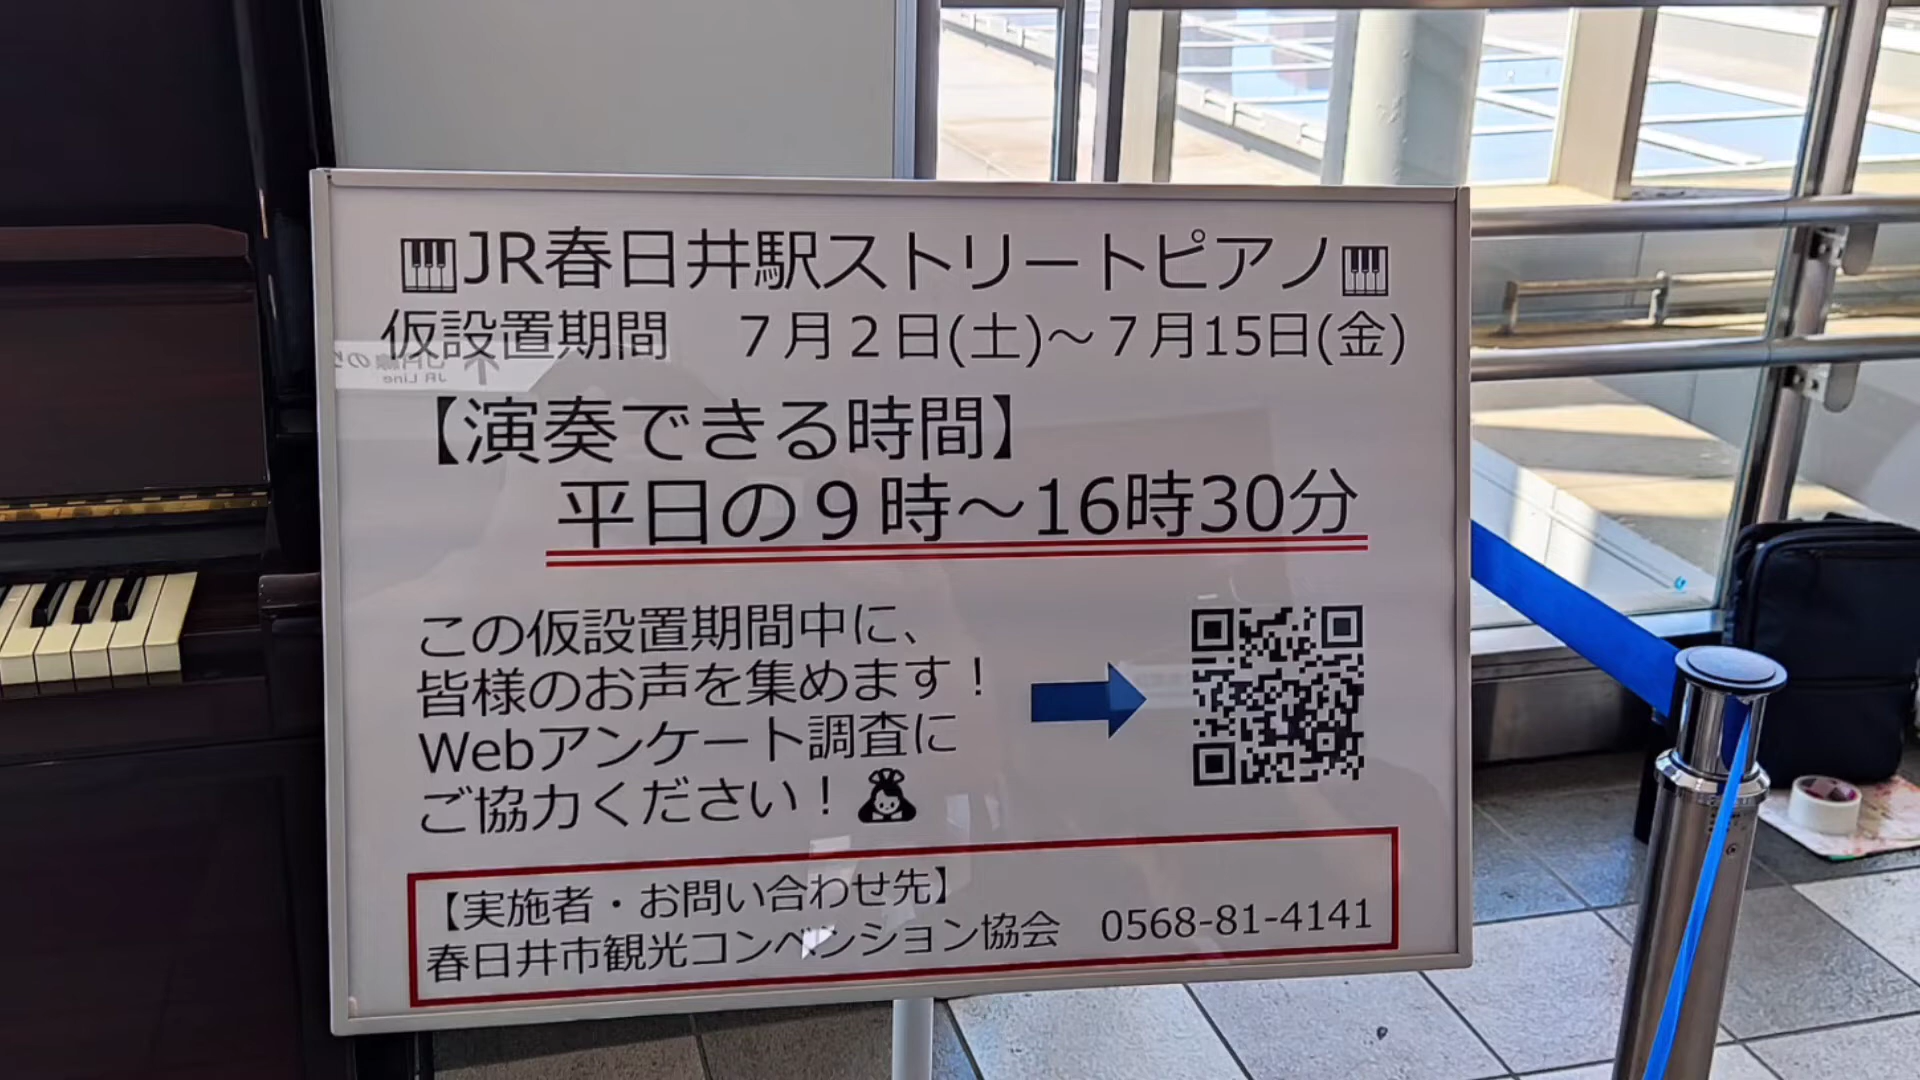 JR春日井駅ストリートピアノ
仮設置期間　７月２日(土)～７月15日(金)
【演奏できる時間】
平日の９時～16時30分
この仮設置期間中に、
皆様のお声を集めます！
Webアンケート調査に
ご協力ください！
【実施者・お問い合わせ先】
春日井市観光コンベンション協会　0568-81-4141
JR Line